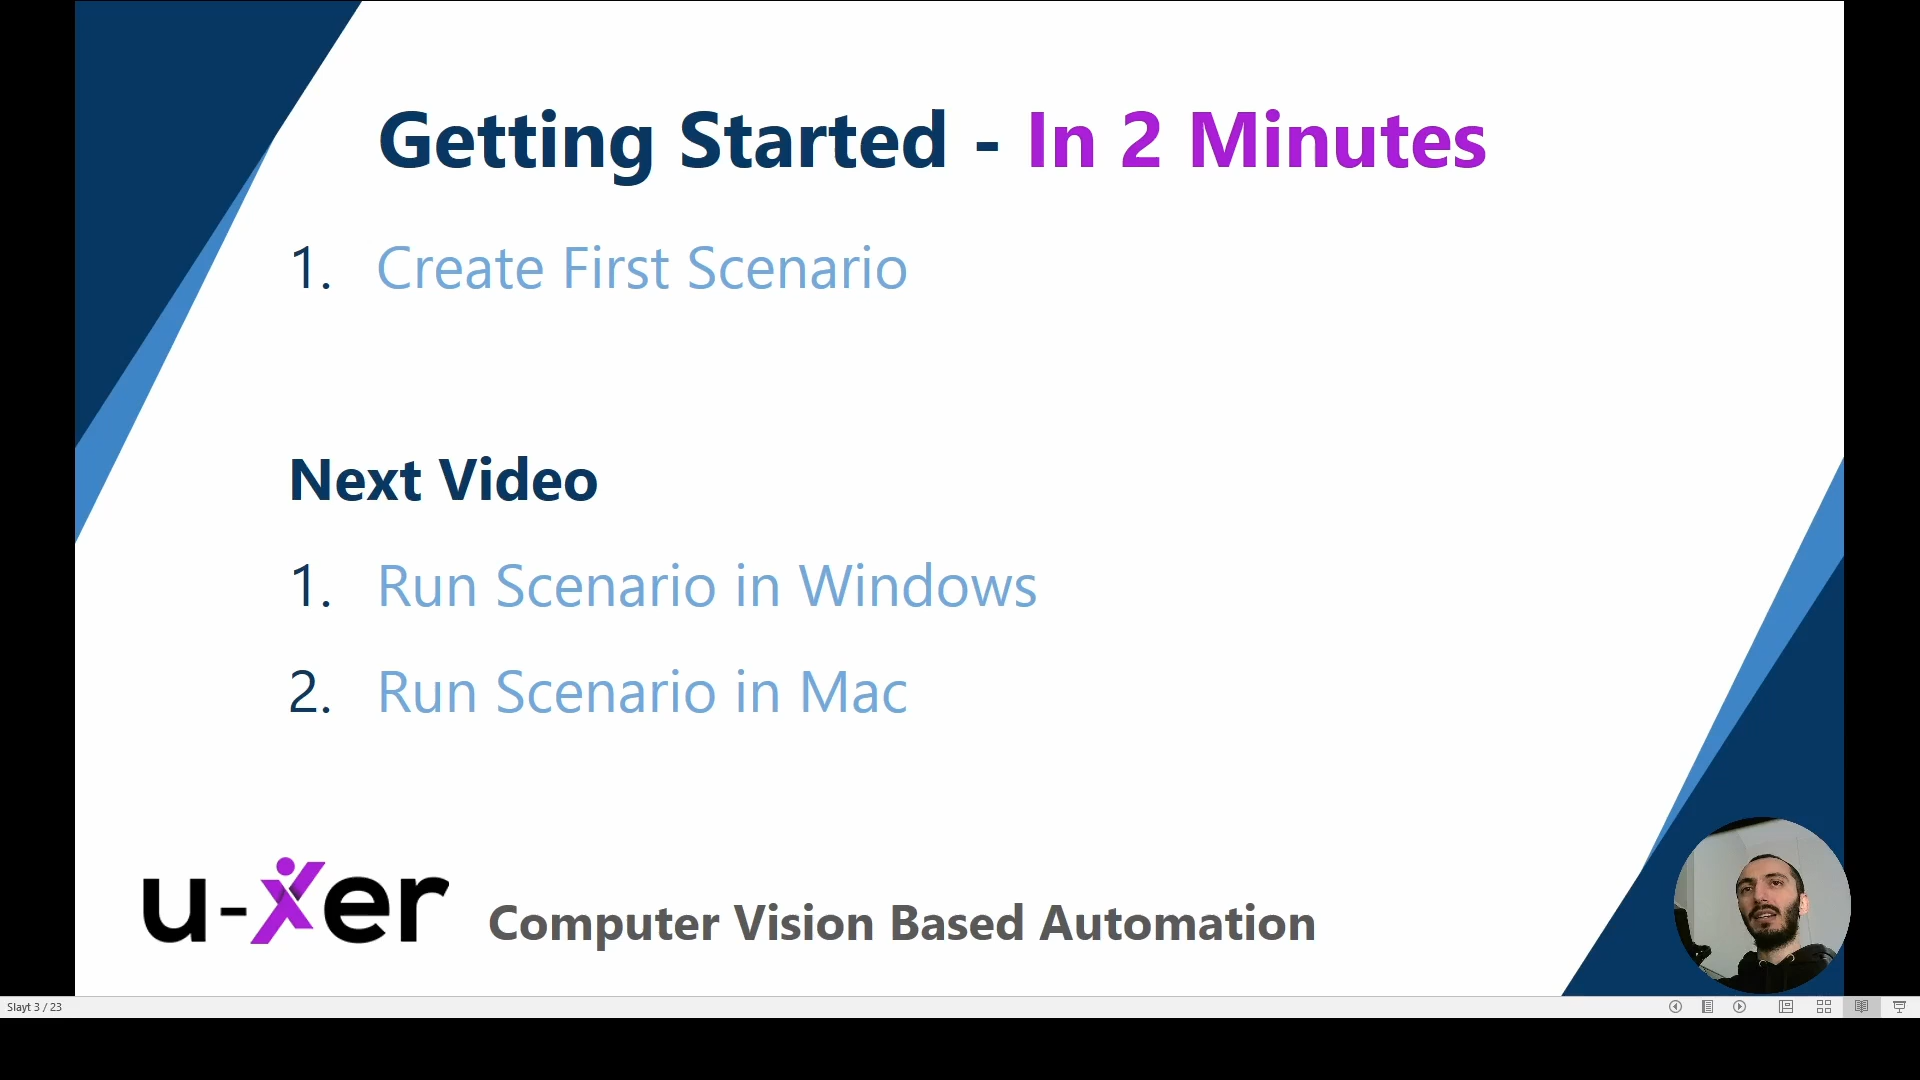 Getting Started - In 2 Minutes
1. Create First Scenario
Next Video
1. Run Scenario in Windows
2. Run Scenario in Mac
u-xer Computer Vision Based Automation
Slayt 3 / 23